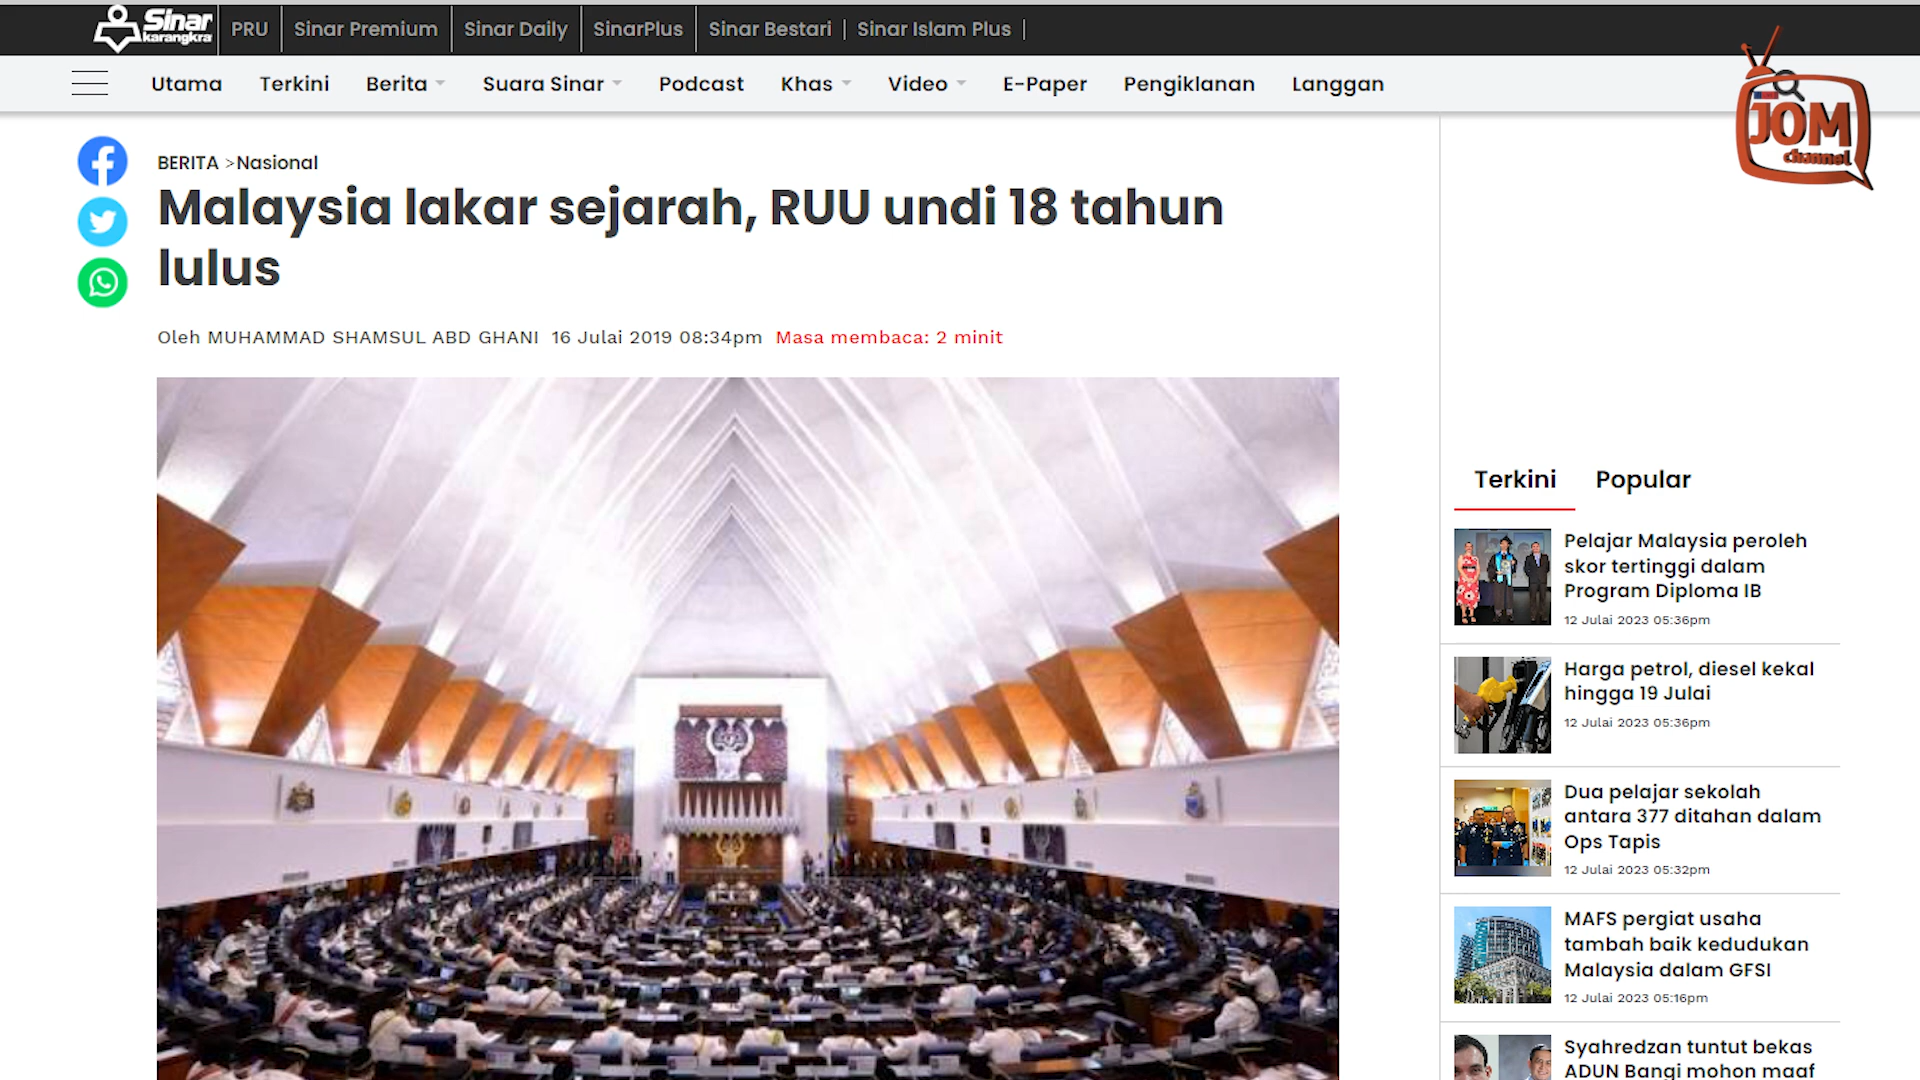 Sinar
karangkraf
PRU
Sinar Premium
Sinar Daily
SinarPlus
Sinar Bestari
Sinar Islam Plus
Utama
Terkini
Berita
Suara Sinar
Podcast
Khas
Video
E-Paper
Pengiklanan
Langgan
JOM
channel
BERITA >Nasional
Malaysia lakar sejarah, RUU undi 18 tahun
lulus
Oleh MUHAMMAD SHAMSUL ABD GHANI 16 Julai 2019 08:34pm Masa membaca: 2 minit
Terkini
Popular
Pelajar Malaysia peroleh
skor tertinggi dalam
Program Diploma IB
12 Julai 2023 05:36pm
Harga petrol, diesel kekal
hingga 19 Julai
12 Julai 2023 05:36pm
Dua pelajar sekolah
antara 377 ditahan dalam
Ops Tapis
12 Julai 2023 05:32pm
MAFS pergiat usaha
tambah baik kedudukan
Malaysia dalam GFSI
12 Julai 2023 05:16pm
Syahredzan tuntut bekas
ADUN Bangi mohon maaf